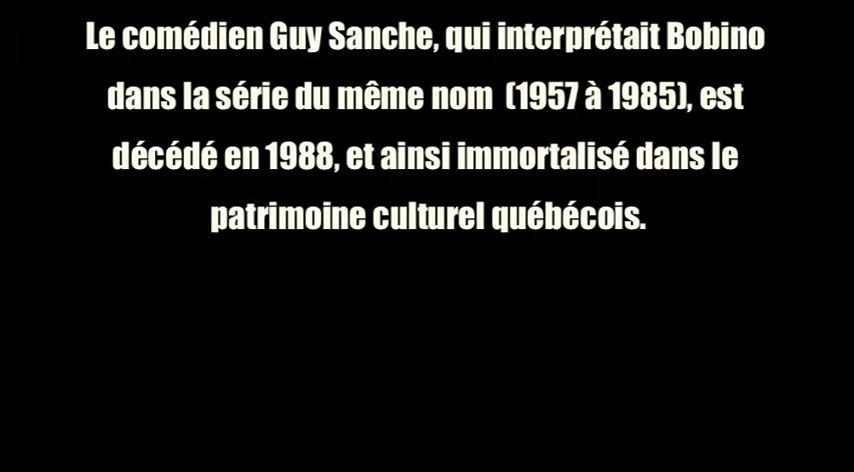 Le comédien Guy Sanche, qui interprétait Bobino
dans la série du même nom (1957 à 1985), est
décédé en 1988, et ainsi immortalisé dans le
patrimoine culturel québécois.